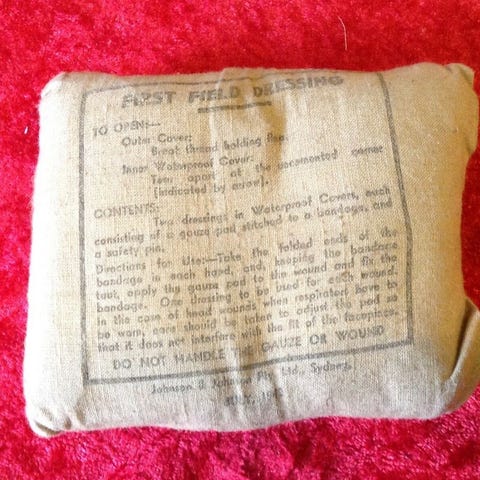 FIRST FIELD DRESSING
TO OPEN:—
Outer Cover:
Break thread holding flap.
Inner Waterproof Cover:
Tear apart at the uncemented corner
(indicated by arrow).
CONTENTS:
Two dressings in Waterproof Covers, each
consisting of a gauze pad stitched to a bandage, and
a safety pin.
Directions for Use:—Take the folded ends of the
bandage in each hand, and, keeping the bandage
taut, apply the gauze pad to the wound and fix the
bandage. One dressing to be used for each wound.
In the case of head wounds when respirators have to
be worn, care should be taken to adjust the pad so
that it does not interfere with the fit of the facepiece.
DO NOT HANDLE THE GAUZE OR WOUND
Johnson & Johnson Pty. Ltd., Sydney.